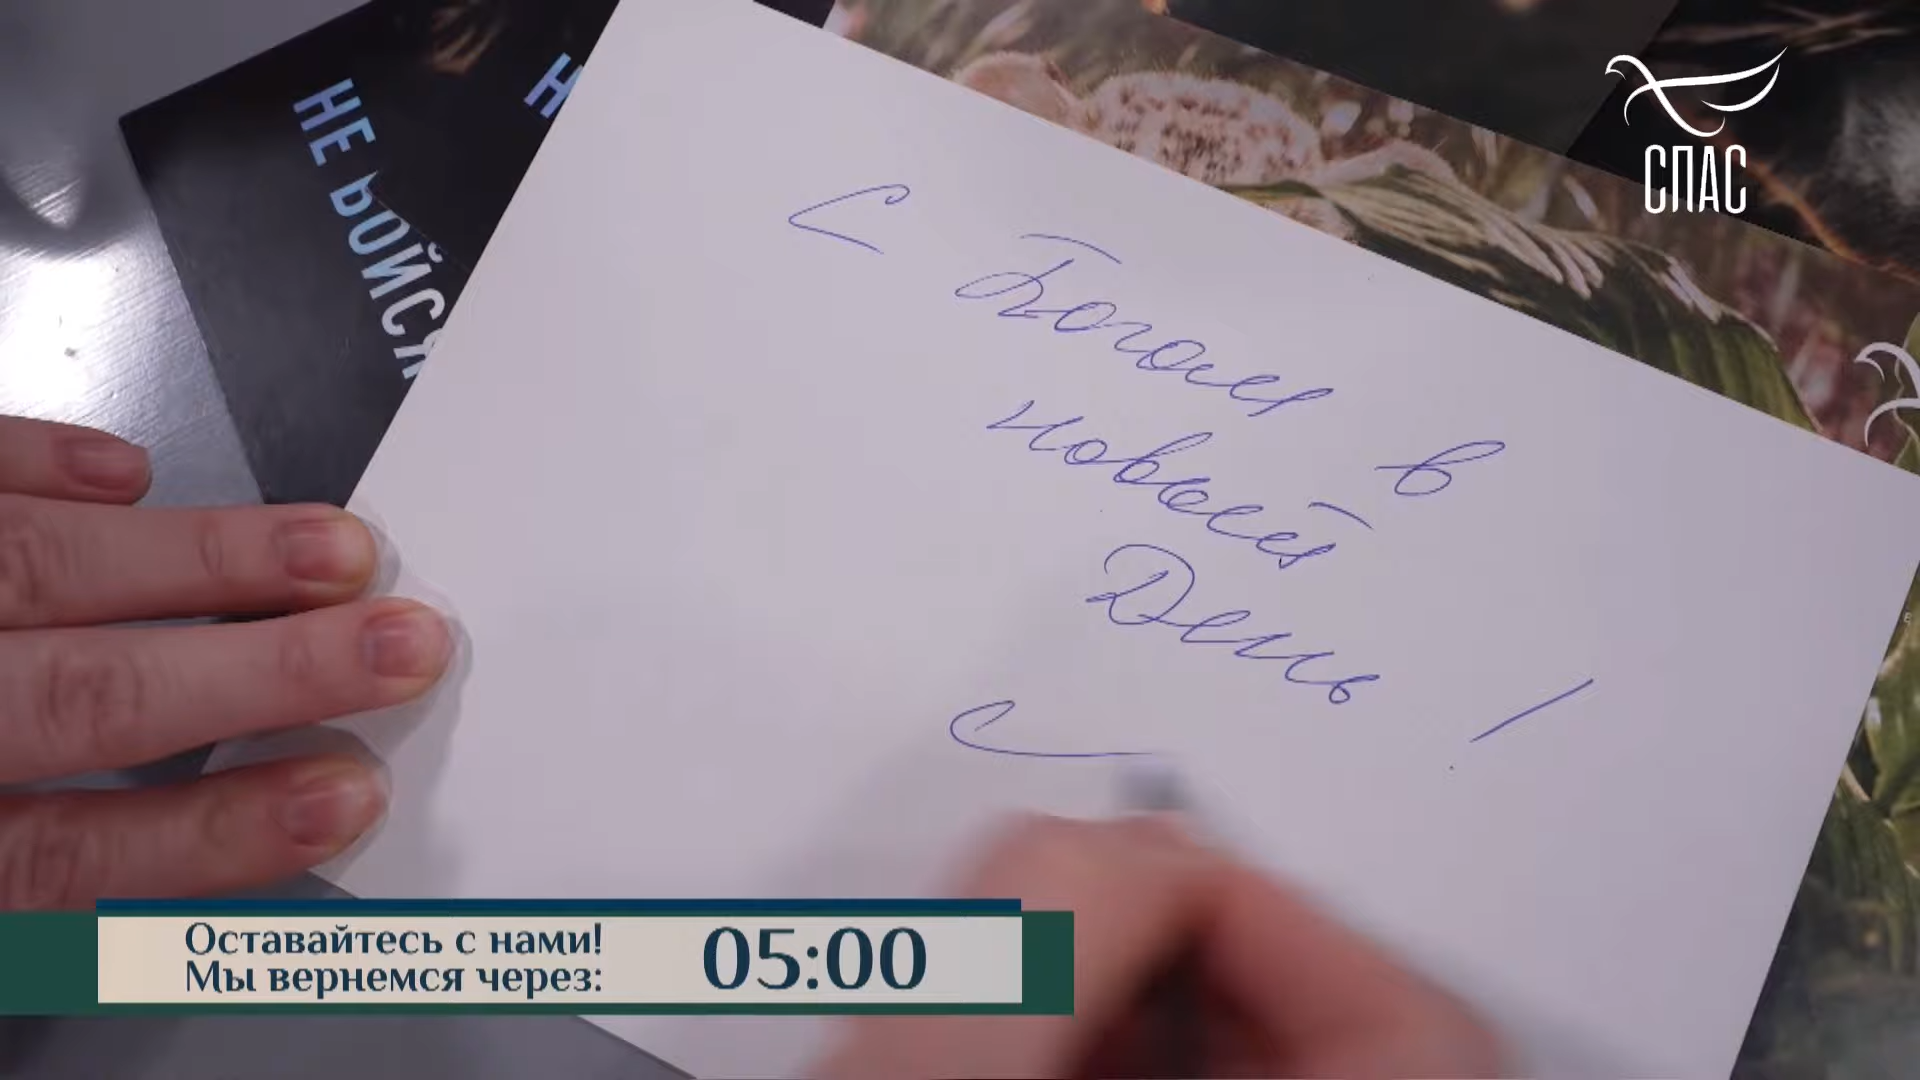 СПАС
НЕ БОЙСЯ
С Богом в
новый
День!
Оставайтесь с нами!
Мы вернемся через:
05:00